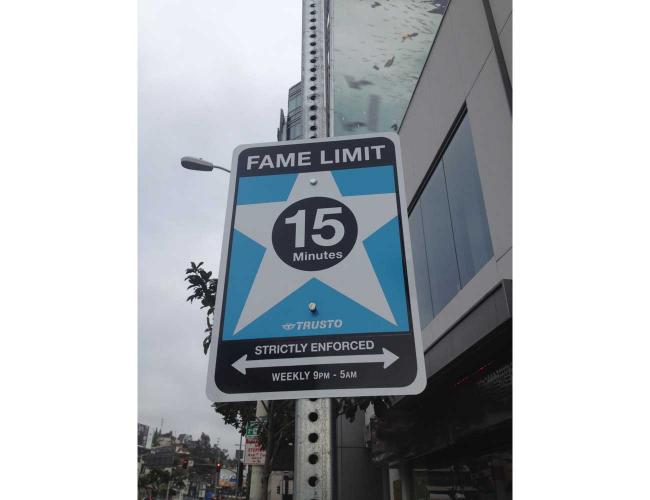 FAME LIMIT
15
Minutes
TRUSTO
STRICTLY ENFORCED
WEEKLY 9PM - 5AM